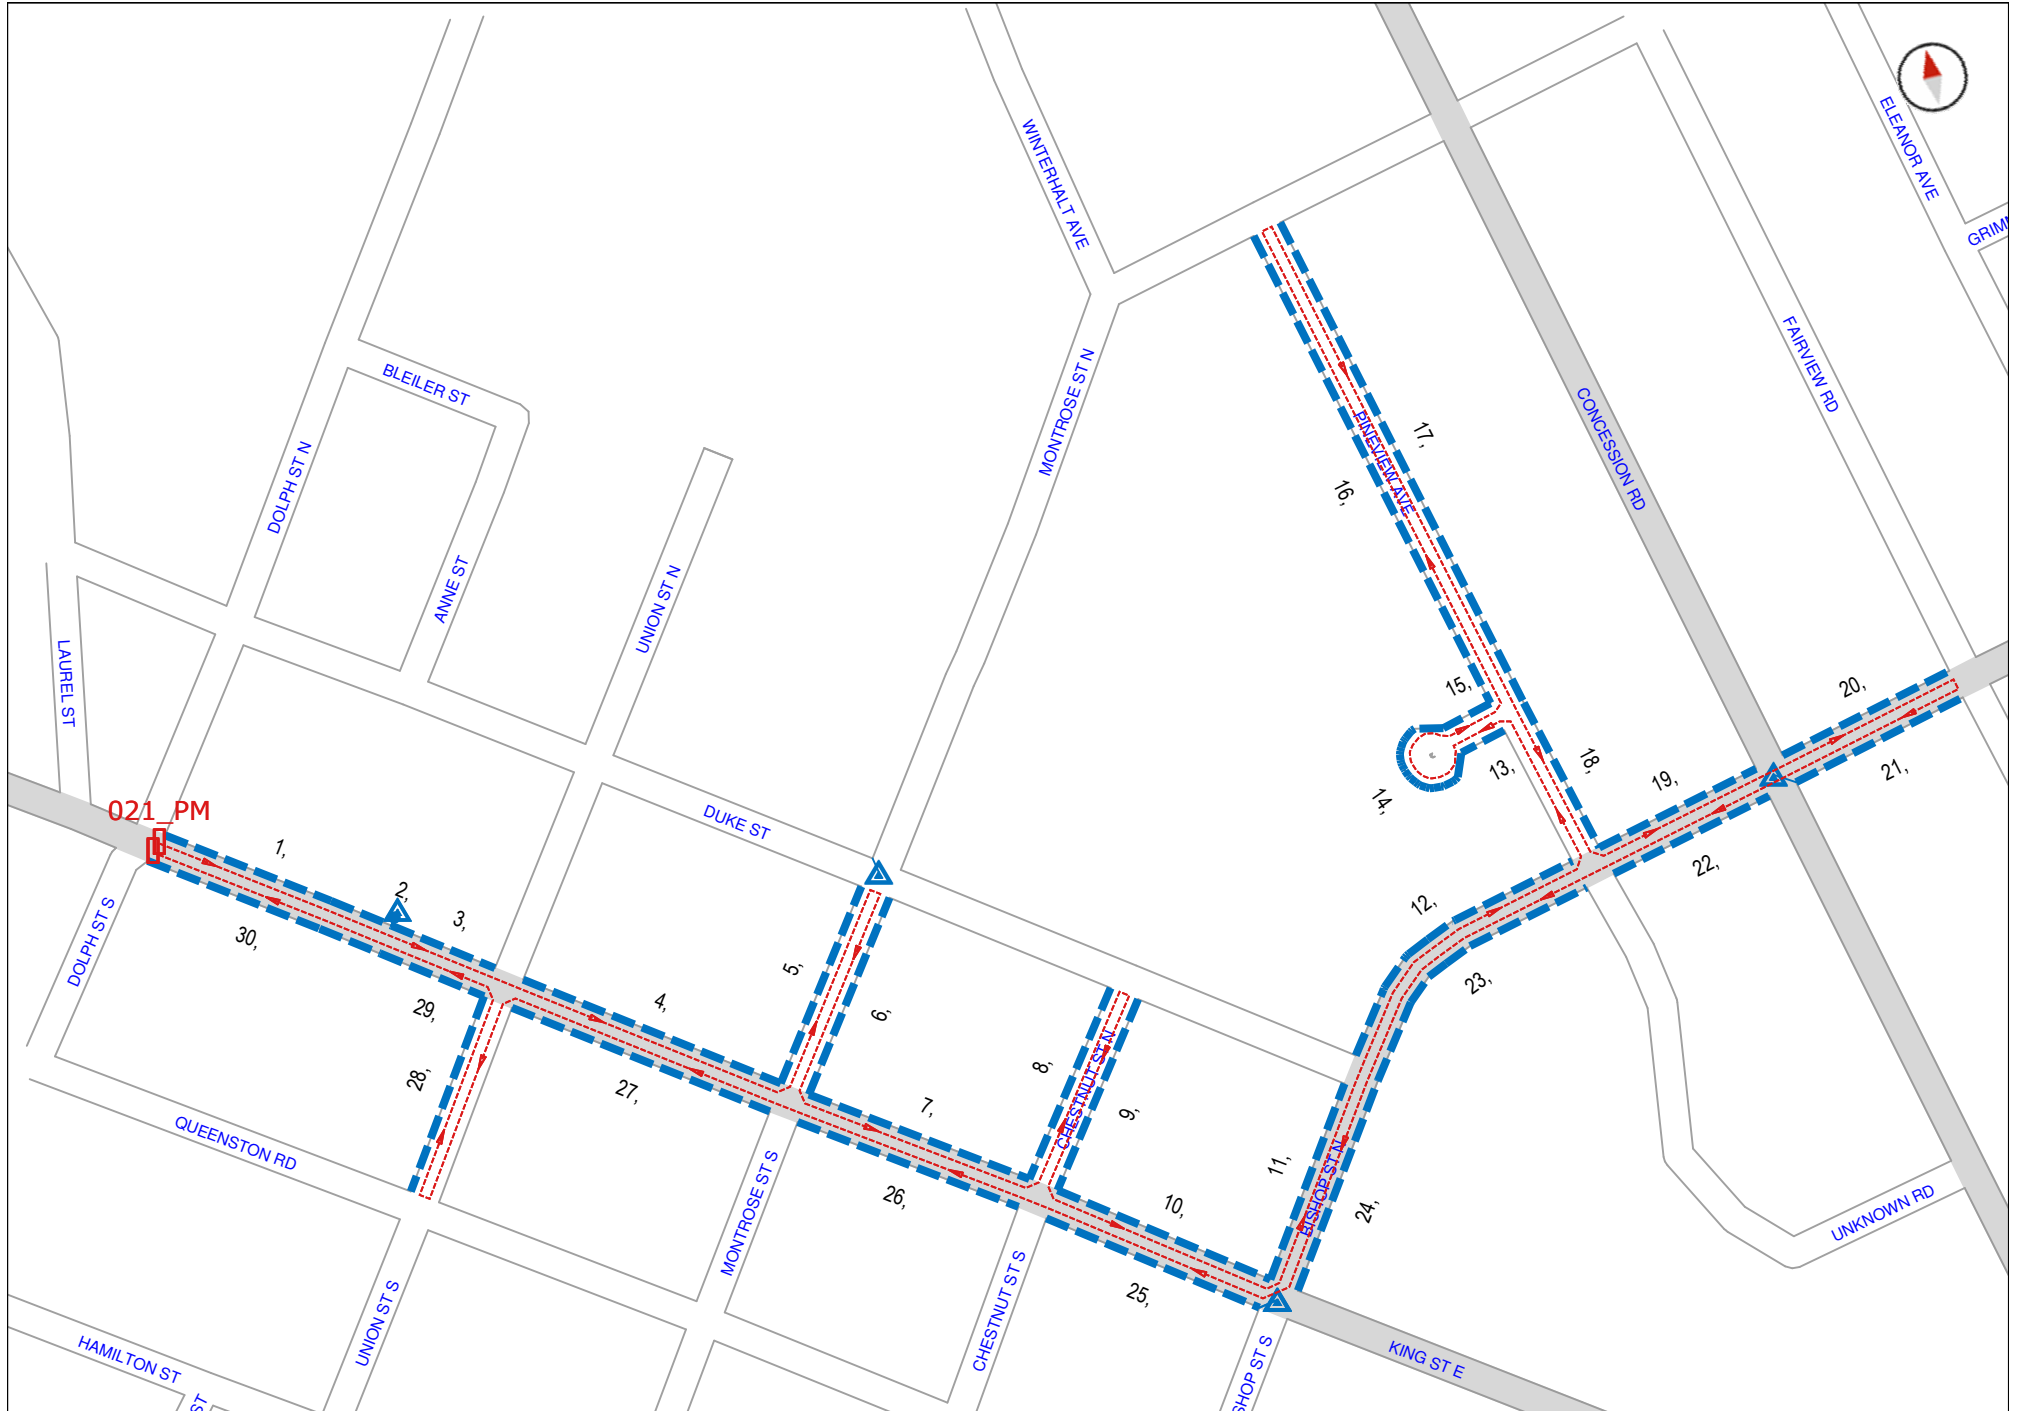 ELEANOR AVE
WINTERHALT AVE
FAIRVIEW RD
BLEILER ST
MONTROSE ST N
CONCESSION RD
PINEVIEW AVE
17,
16,
DOLPH ST N
ANNE ST
UNION ST N
LAUREL ST
15,
20,
18,
13,
19,
21,
14,
021_PM
DUKE ST
1,
2,
3,
12,
22,
30,
DOLPH ST S
5,
4,
6,
23,
29,
28,
27,
7,
8,
CHESTNUT ST N
9,
QUEENSTON RD
11,
BISHOP ST N
24,
26,
10,
MONTROSE ST S
UNKNOWN RD
25,
CHESTNUT ST S
UNION ST S
HAMILTON ST
KING ST E
SHOP ST S
ST